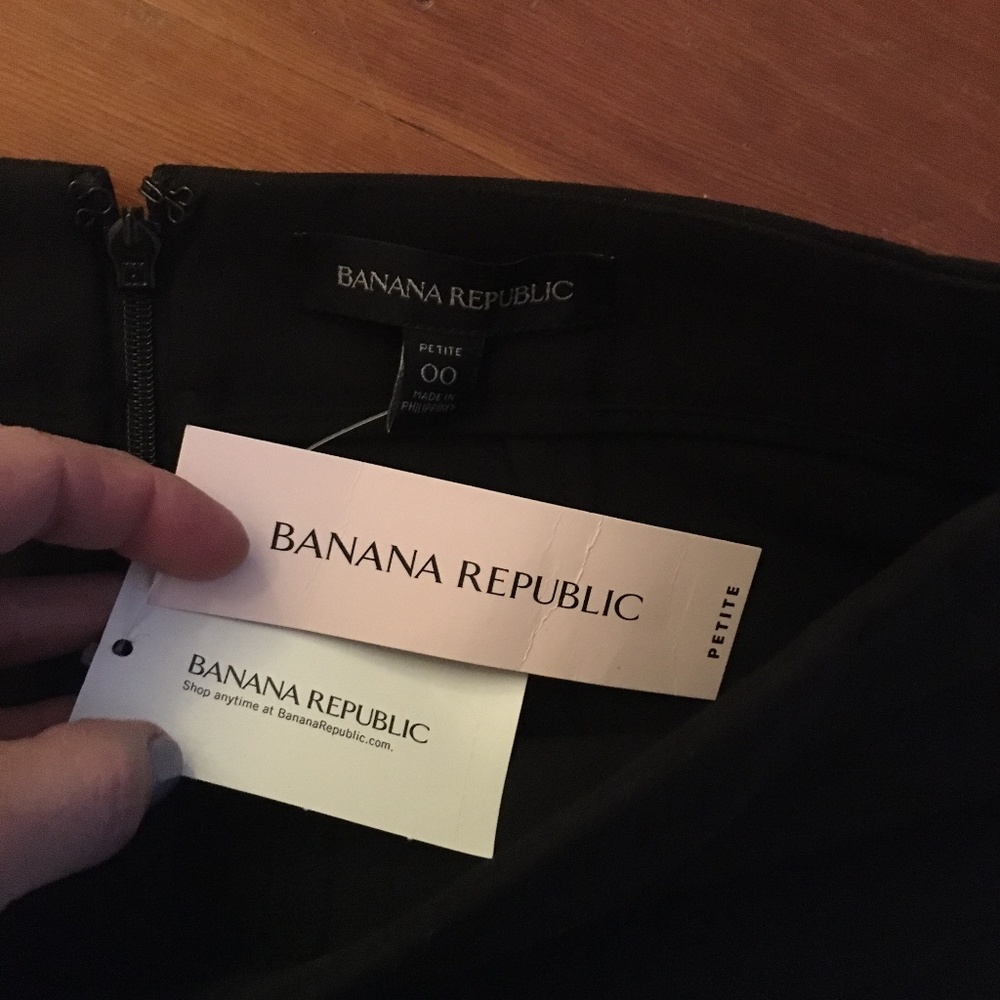 BANANA REPUBLIC
PETITE
00
MADE IN
PHILIPPINES
BANANA REPUBLIC
PETITE
BANANA REPUBLIC
Shop anytime at BananaRepublic.com.